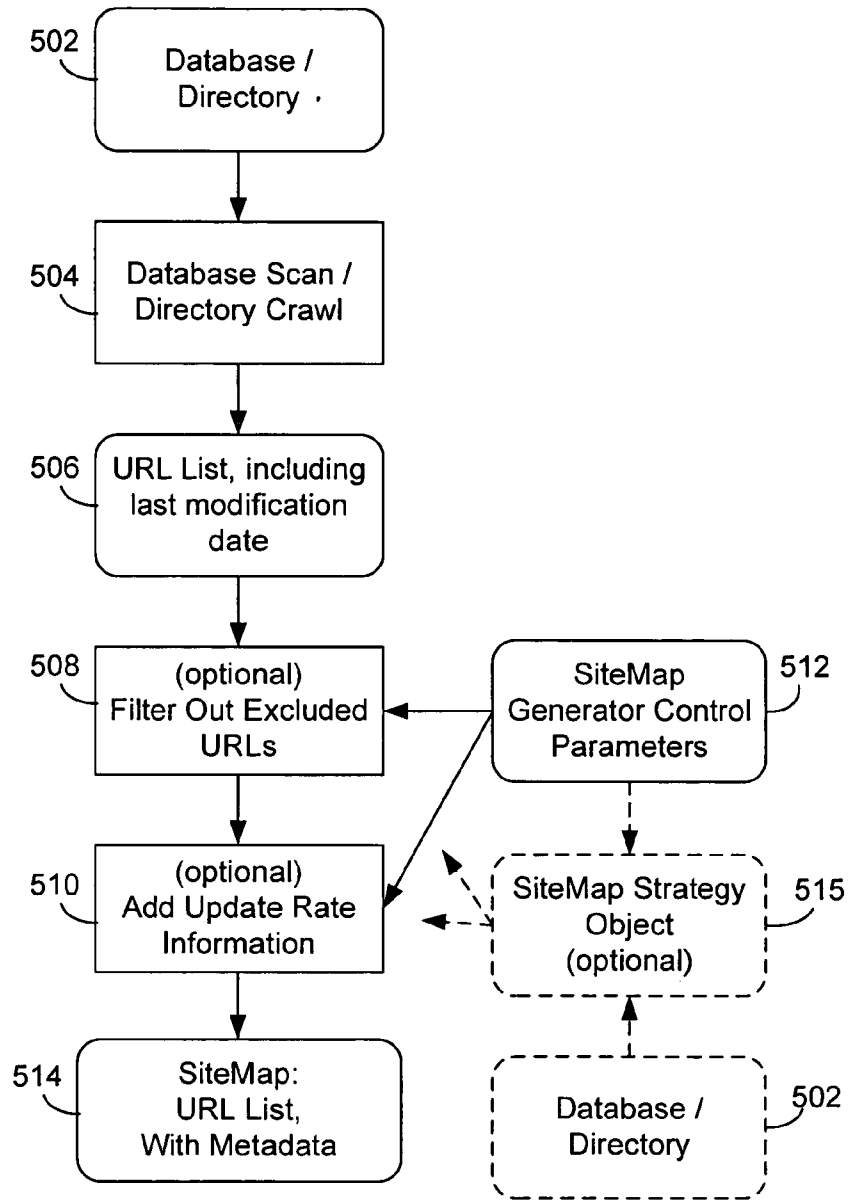 502
Database /
Directory
504
Database Scan /
Directory Crawl
506
URL List, including
last modification
date
508
(optional)
Filter Out Excluded
URLs
SiteMap
Generator Control
Parameters
512
510
(optional)
Add Update Rate
Information
SiteMap Strategy
Object
(optional)
515
514
SiteMap:
URL List,
With Metadata
Database /
Directory
502